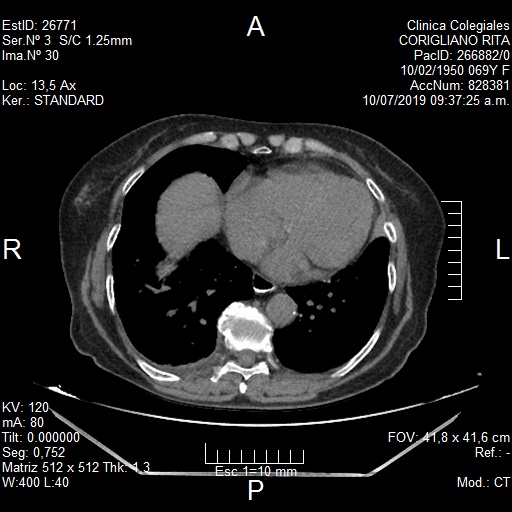 EstID: 26771
Ser.Nº 3 S/C 1.25mm
Ima.Nº 30
Loc: 13,5 Ax
Ker.: STANDARD
A
Clinica Colegiales
CORIGLIANO RITA
PacID: 266882/0
10/02/1950 069Y F
AccNum: 828381
10/07/2019 09:37:25 a.m.
R
L
KV: 120
mA: 80
Tilt: 0.000000
Seg: 0,752
Matriz 512 x 512 Thk: 1.3
W:400 L:40
Esc 1=10 mm
P
FOV: 41,8 x 41,6 cm
Ref.: -
Mod.: CT